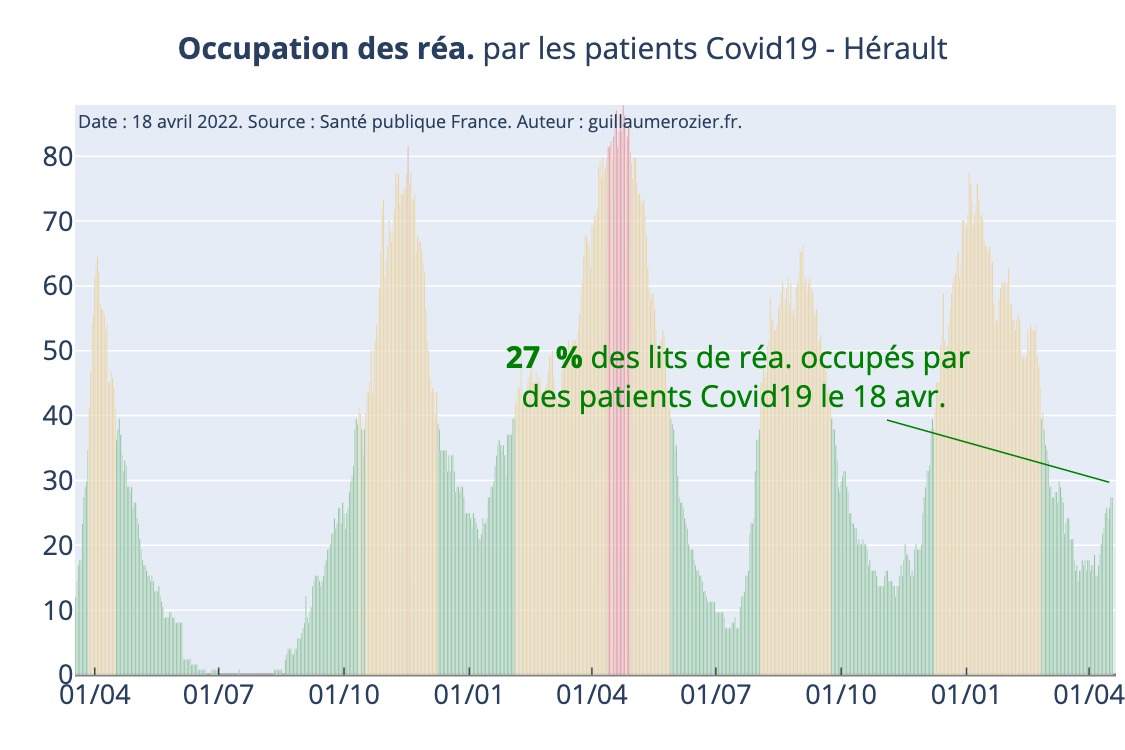 Occupation des réa. par les patients Covid19 - Hérault
Date : 18 avril 2022. Source : Santé publique France. Auteur : guillaumerozier.fr.
80
70
60
50
40
30
20
10
0
27 % des lits de réa. occupés par
des patients Covid19 le 18 avr.
01/04 01/07 01/10 01/01 01/04 01/07 01/10 01/01 01/04